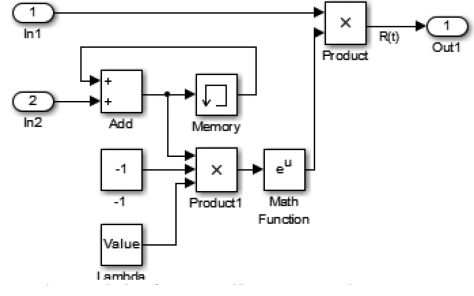 1
In1
×
Product
R(t)
1
Out1
2
In2
+
+
Add
Memory
-1
-1
×
Product1
e^u
Math
Function
Value
Lambda